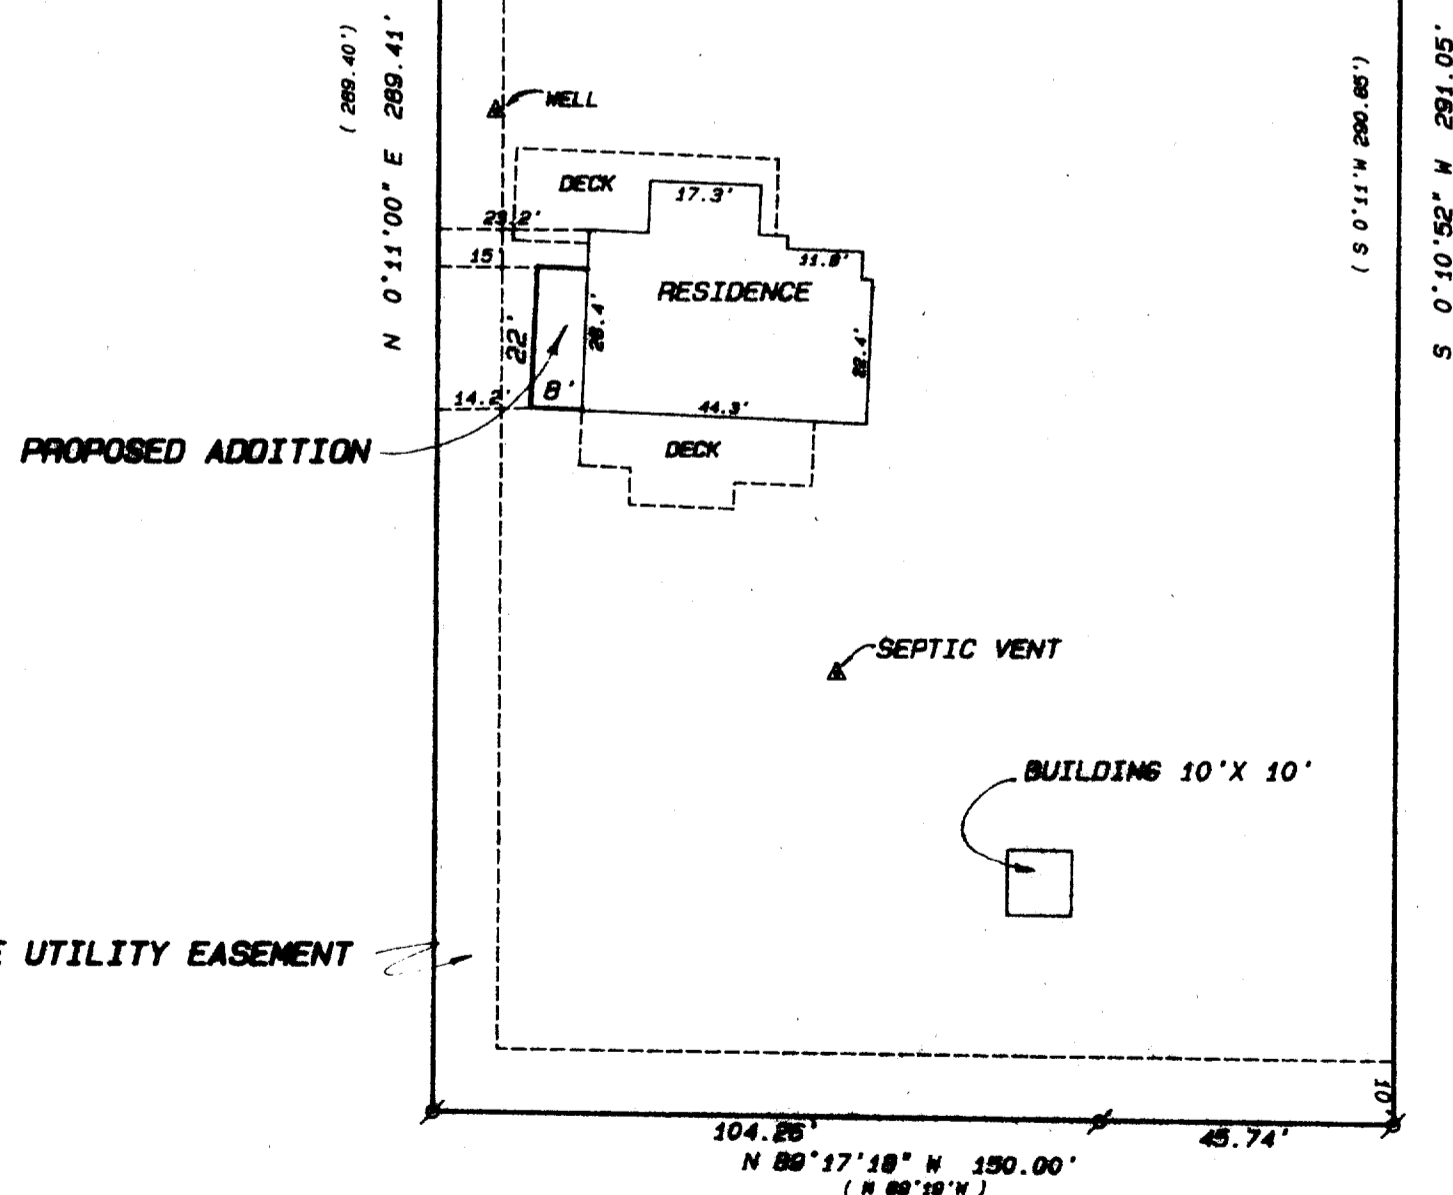 ( 289.40')
N 0°11'00" E 289.41'
( S 0°11'W 290.85')
S 0°10'52" W 291.05'
WELL
DECK
17.3'
23.2'
15
11.8'
RESIDENCE
22'
28.4'
22.4'
8'
14.2'
44.3'
PROPOSED ADDITION
DECK
SEPTIC VENT
BUILDING 10'X 10'
UTILITY EASEMENT
10
104.26'
45.74'
N 89°17'18" W 150.00'
( N 89°19'W )